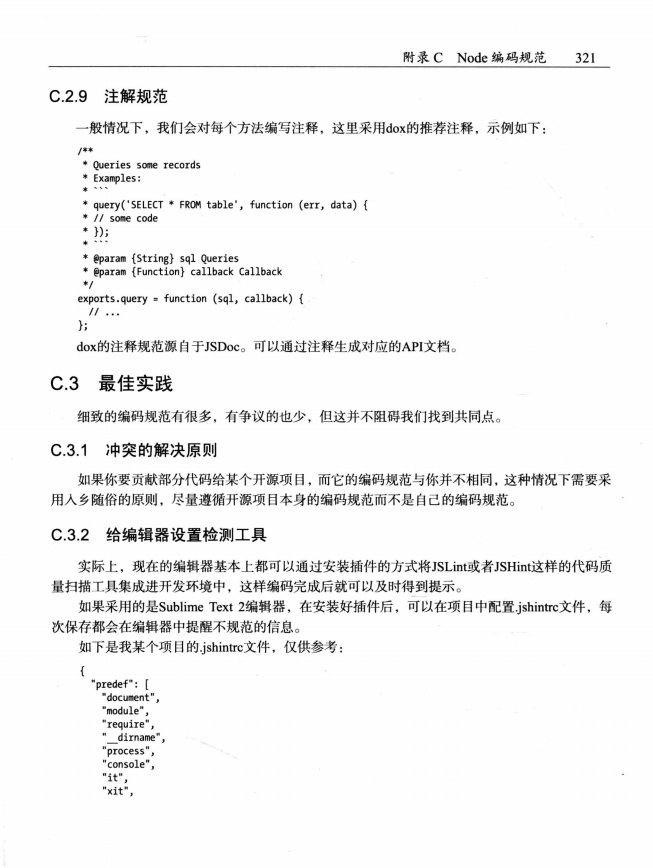 附录 C Node 编码规范 321
C.2.9 注解规范
一般情况下，我们会对每个方法编写注释，这里采用dox的推荐注释，示例如下：
/**
* Queries some records
* Examples:
* ```
* query('SELECT * FROM table', function (err, data) {
* // some code
* });
* ```
* @param {String} sql Queries
* @param {Function} callback Callback
*/
exports.query = function (sql, callback) {
// ...
};
dox的注释规范源自于JSDoc。可以通过注释生成对应的API文档。
C.3 最佳实践
细致的编码规范有很多，有争议的也少，但这并不阻碍我们找到共同点。
C.3.1 冲突的解决原则
如果你要贡献部分代码给某个开源项目，而它的编码规范与你并不相同，这种情况下需要采
用入乡随俗的原则，尽量遵循开源项目本身的编码规范而不是自己的编码规范。
C.3.2 给编辑器设置检测工具
实际上，现在的编辑器基本上都可以通过安装插件的方式将JSLint或者JSHint这样的代码质
量扫描工具集成进开发环境中，这样编码完成后就可以及时得到提示。
如果采用的是Sublime Text 2编辑器，在安装好插件后，可以在项目中配置.jshintrc文件，每
次保存都会在编辑器中提醒不规范的信息。
如下是我某个项目的.jshintrc文件，仅供参考：
{
"predef": [
"document",
"module",
"require",
"__dirname",
"process",
"console",
"it",
"xit",